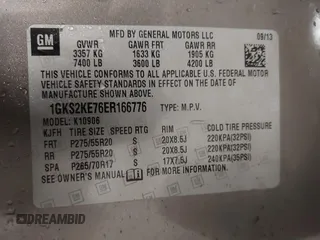 GM
MFD BY GENERAL MOTORS LLC 09/13
GVWR GAWR FRT GAWR RR
3357 KG 1633 KG 1905 KG
7400 LB 3600 LB 4200 LB
THIS VEHICLE CONFORMS TO ALL APPLICABLE U.S.
FEDERAL MOTOR VEHICLE SAFETY
STANDARDS IN EFFECT ON THE DATE OF
MANUFACTURE SHOWN ABOVE.
1GKS2KE76ER166776 TYPE: M.P.V.
MODEL: K10906
KJFH TIRE SIZE SPEED RTG RIM COLD TIRE PRESSURE
FRT P275/55R20 S 20X8.5J 220KPA(32PSI)
RR P275/55R20 S 20X8.5J 220KPA(32PSI)
SPA P265/70R17 S 17X7.5J 240KPA(35PSI)
SEE OWNER'S MANUAL FOR MORE INFORMATION.
DREAMBID